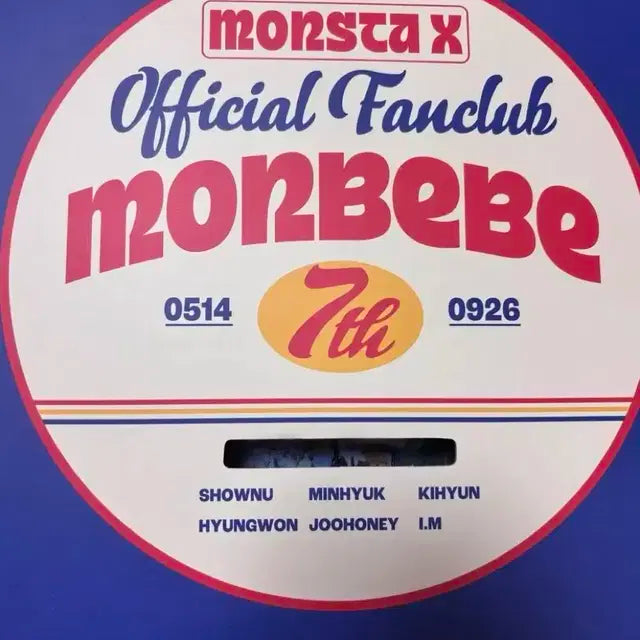 MONSTA X
Official Fanclub
MONBEBE
0514 7th 0926
SHOWNU MINHYUK KIHYUN
HYUNGWON JOOHONEY I.M